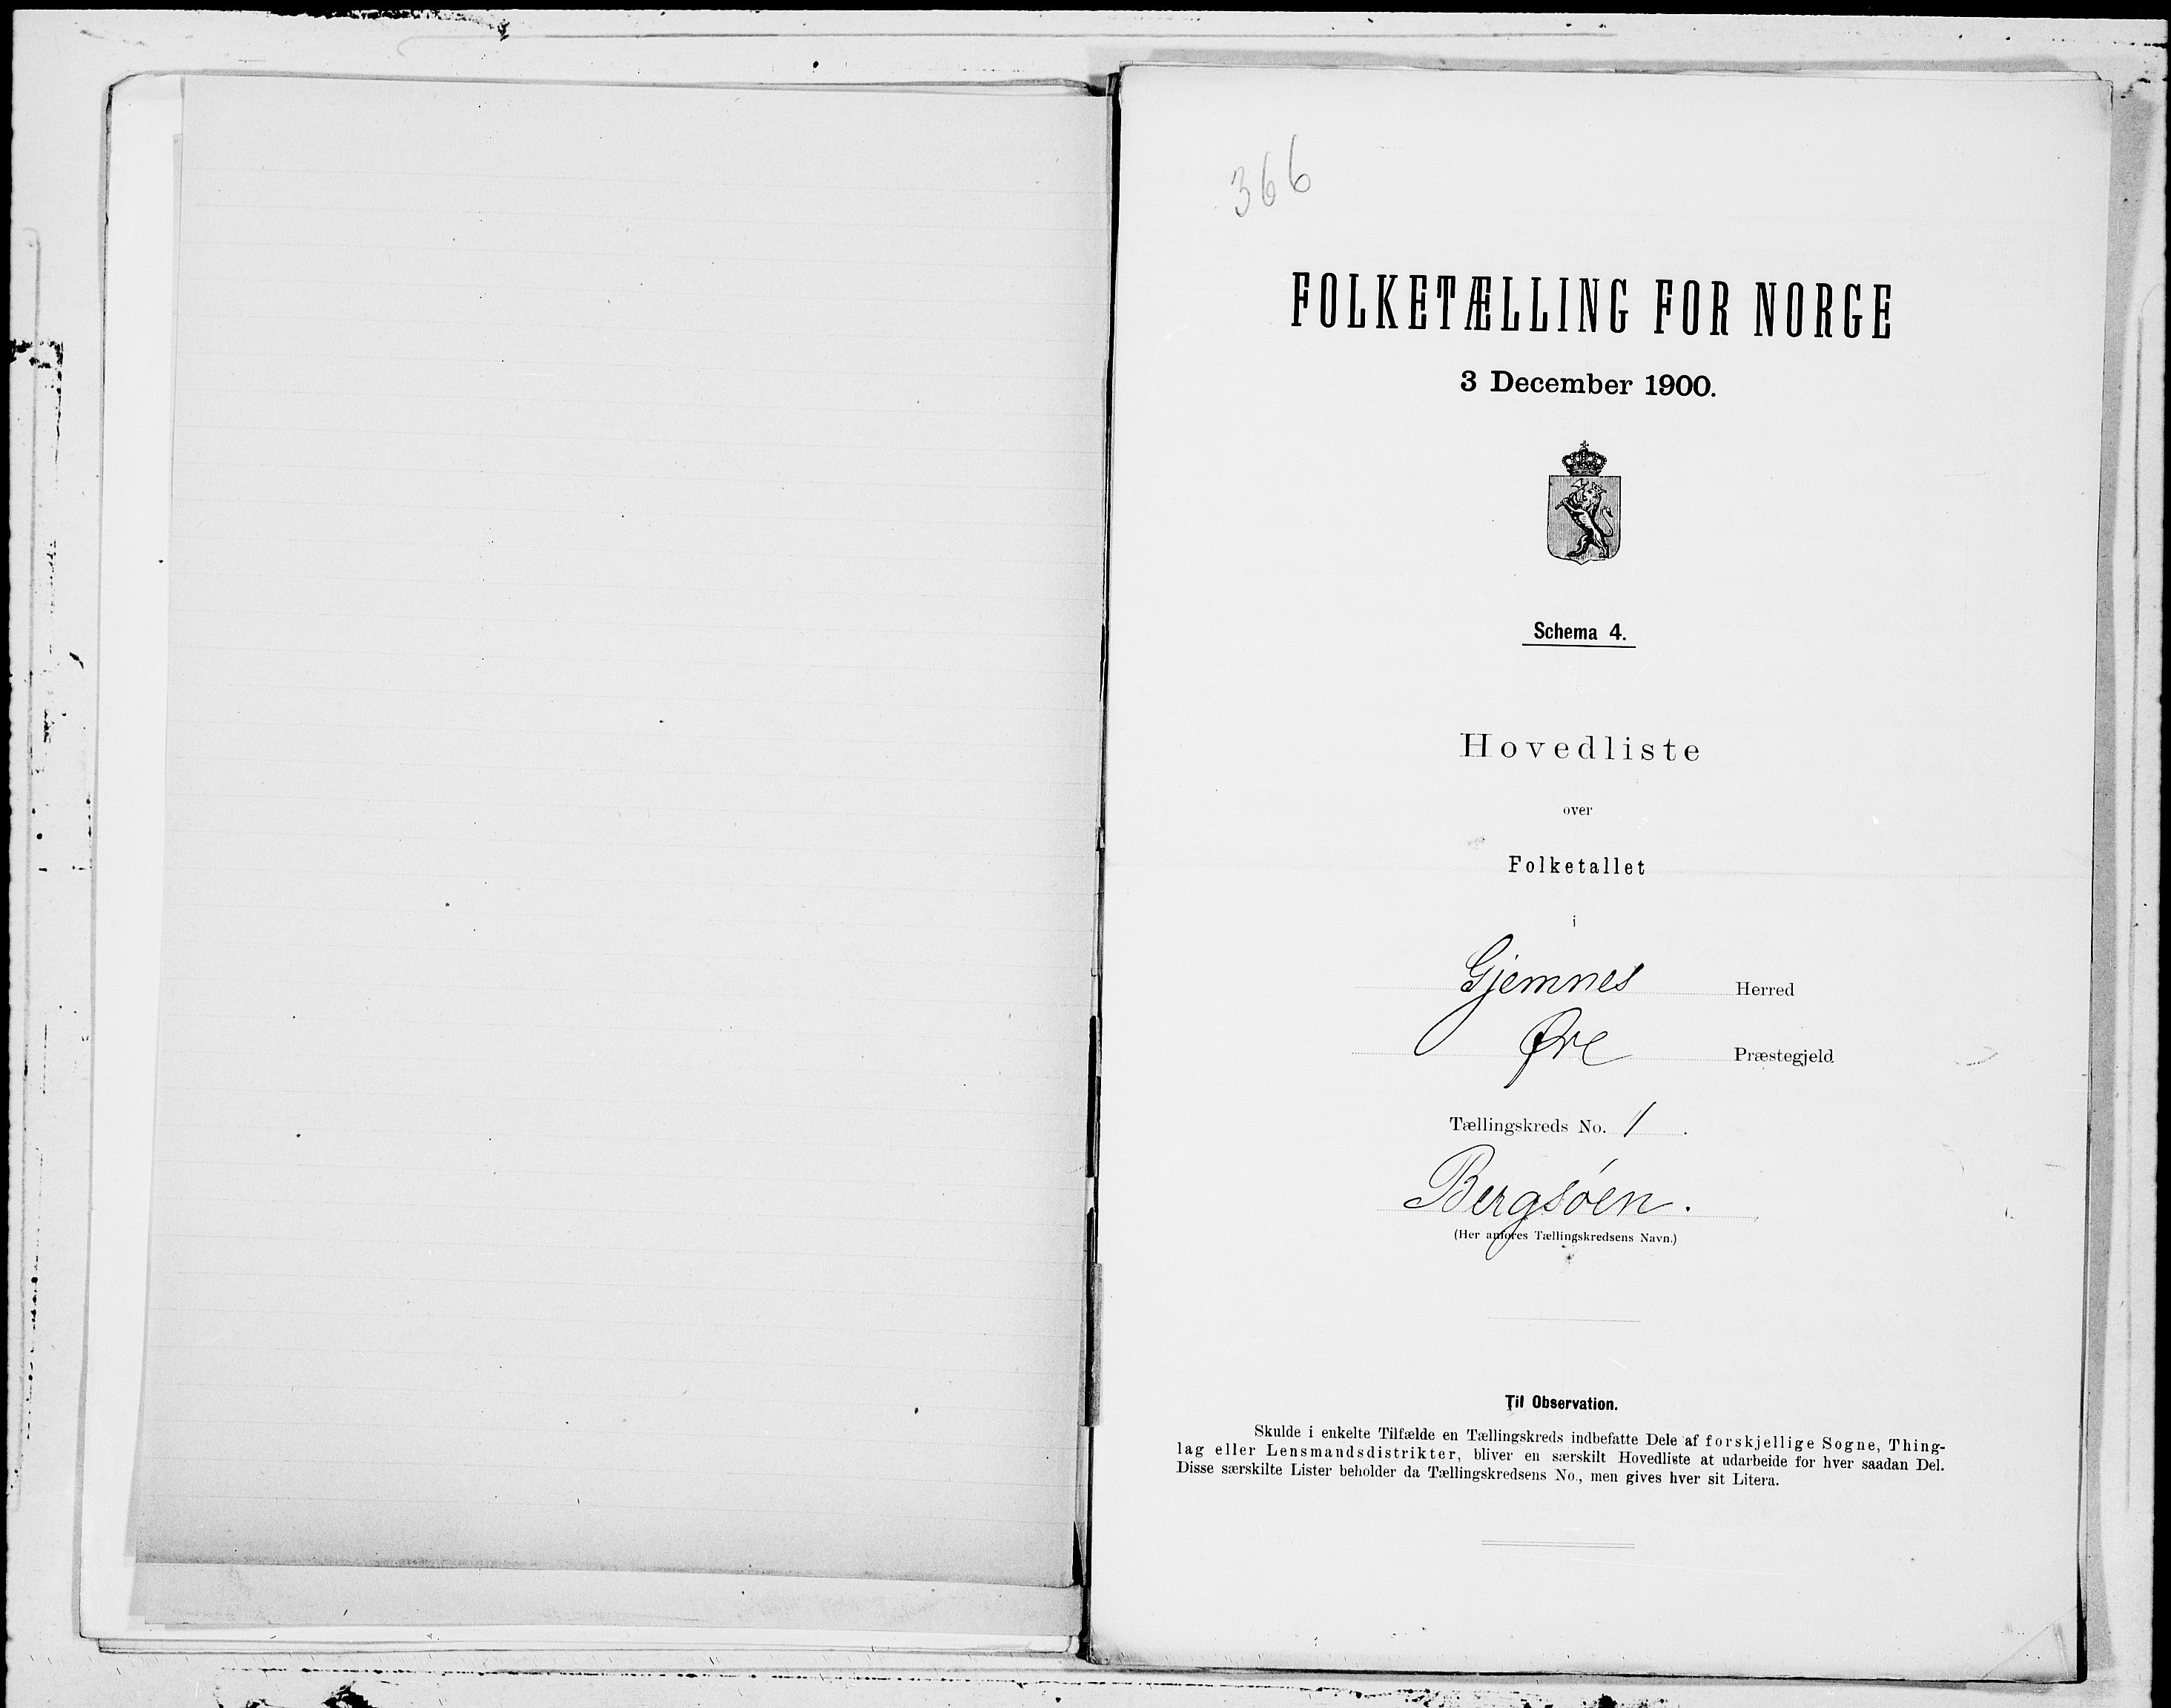 366
FOLKETÆLLING FOR NORGE
3 December 1900.
Schema 4.
Hovedliste
over
Folketallet
i
Gjemnes Herred
Øre Præstegjeld
Tællingskreds No. 1.
Bergsöen.
(Her anføres Tællingskredsens Navn.)
Til Observation.
Skulde i enkelte Tilfælde en Tællingskreds indbefatte Dele af forskjellige Sogne, Thing-
lag eller Lensmandsdistrikter, bliver en særskilt Hovedliste at udarbeide for hver saadan Del.
Disse særskilte Lister beholder da Tællingskredsens No., men gives hver sit Litera.